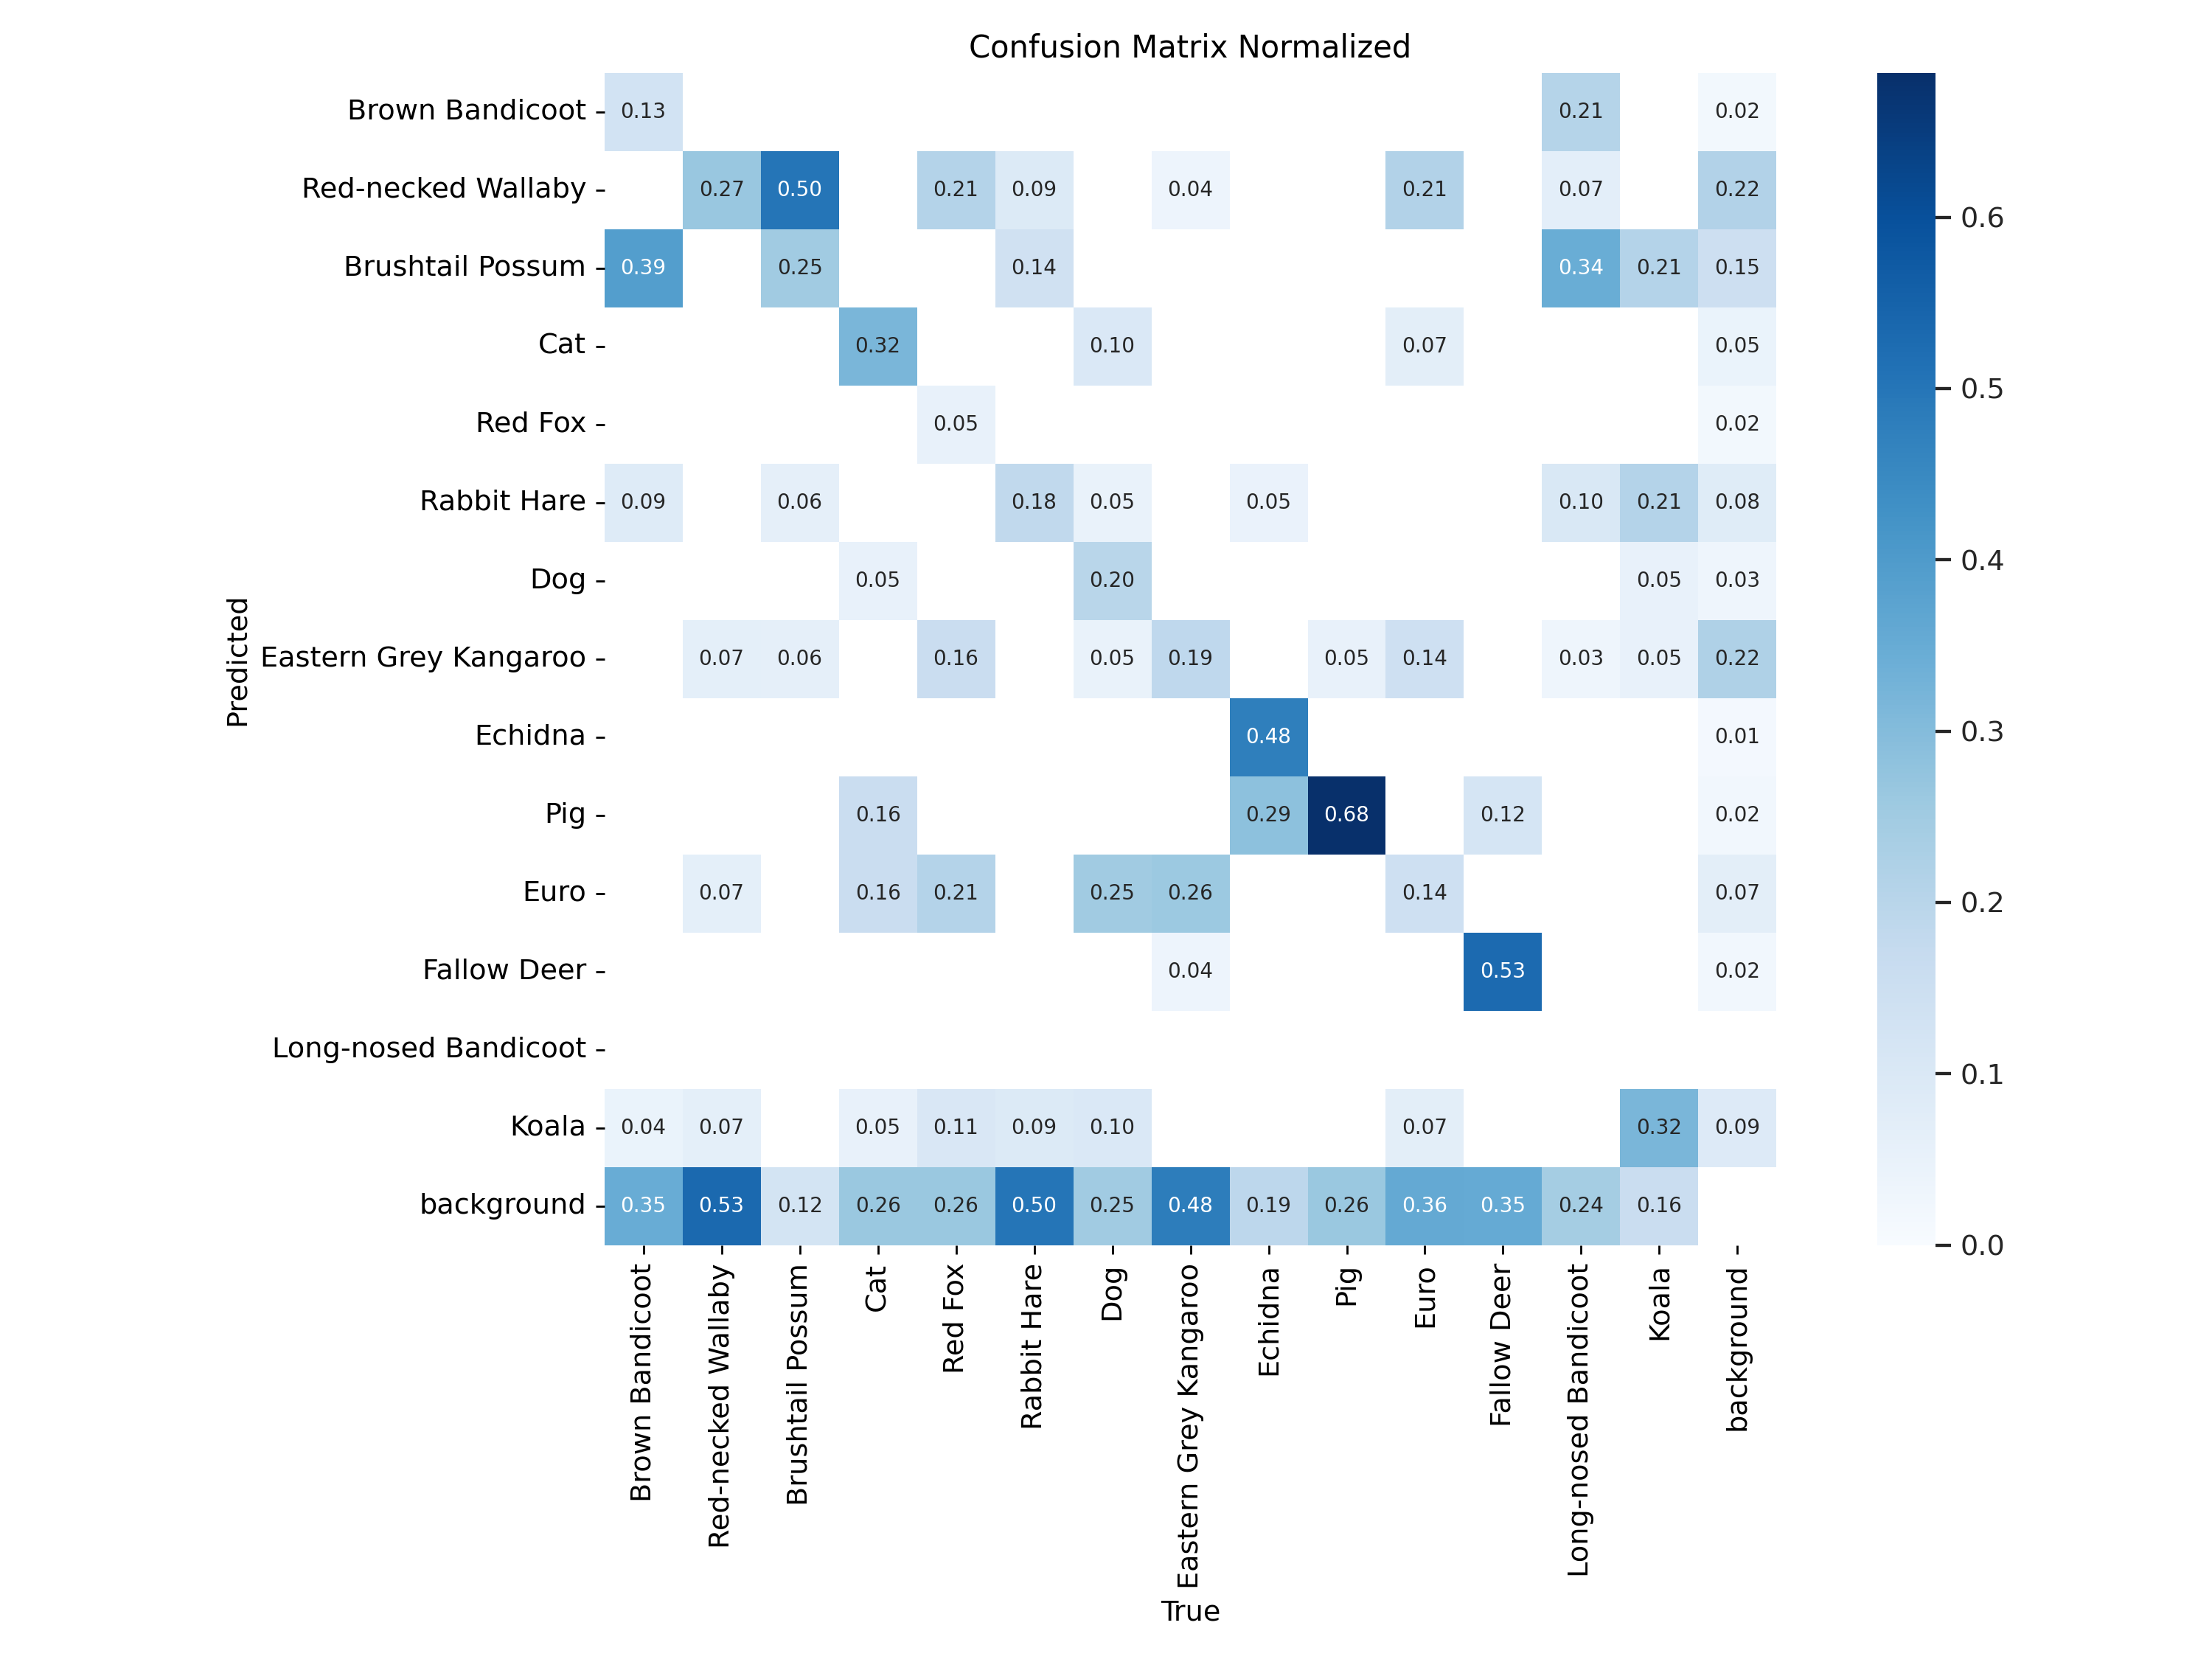 Confusion Matrix Normalized
Brown Bandicoot 0.13 0.21 0.02
Red-necked Wallaby 0.27 0.50 0.21 0.09 0.04 0.21 0.07 0.22
Brushtail Possum 0.39 0.25 0.14 0.34 0.21 0.15
Cat 0.32 0.10 0.07 0.05
Red Fox 0.05 0.02
Rabbit Hare 0.09 0.06 0.18 0.05 0.05 0.10 0.21 0.08
Dog 0.05 0.20 0.05 0.03
Eastern Grey Kangaroo 0.07 0.06 0.16 0.05 0.19 0.05 0.14 0.03 0.05 0.22
Echidna 0.48 0.01
Pig 0.16 0.29 0.68 0.12 0.02
Euro 0.07 0.16 0.21 0.25 0.26 0.14 0.07
Fallow Deer 0.04 0.53 0.02
Long-nosed Bandicoot
Koala 0.04 0.07 0.05 0.11 0.09 0.10 0.07 0.32 0.09
background 0.35 0.53 0.12 0.26 0.26 0.50 0.25 0.48 0.19 0.26 0.36 0.35 0.24 0.16
Predicted
Brown Bandicoot
Red-necked Wallaby
Brushtail Possum
Cat
Red Fox
Rabbit Hare
Dog
Eastern Grey Kangaroo
Echidna
Pig
Euro
Fallow Deer
Long-nosed Bandicoot
Koala
background
True
0.6
0.5
0.4
0.3
0.2
0.1
0.0